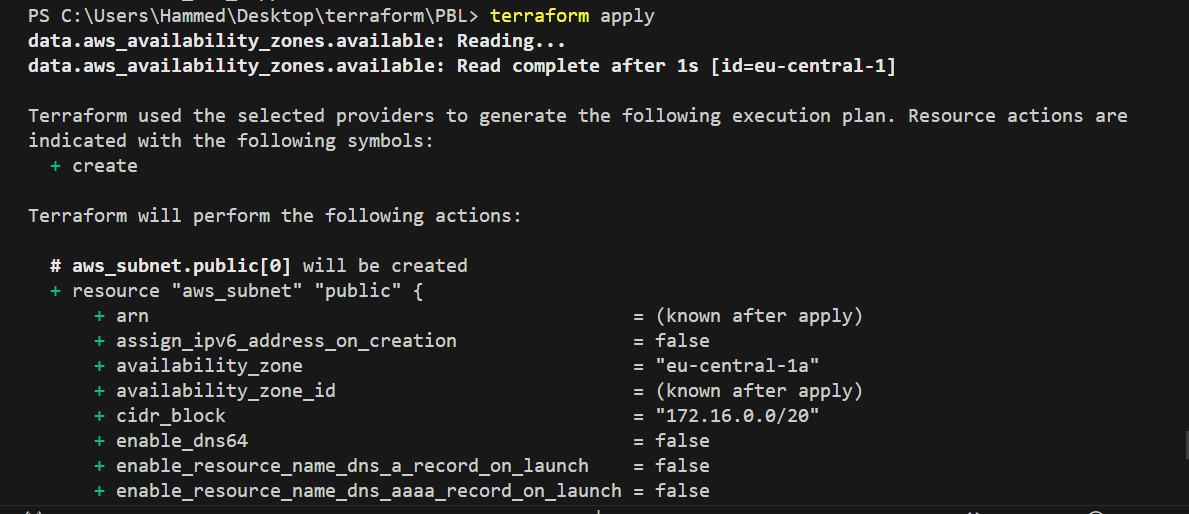 PS C:\Users\Hammed\Desktop\terraform\PBL> terraform apply
data.aws_availability_zones.available: Reading...
data.aws_availability_zones.available: Read complete after 1s [id=eu-central-1]
Terraform used the selected providers to generate the following execution plan. Resource actions are
indicated with the following symbols:
+ create
Terraform will perform the following actions:
# aws_subnet.public[0] will be created
+ resource "aws_subnet" "public" {
+ arn = (known after apply)
+ assign_ipv6_address_on_creation = false
+ availability_zone = "eu-central-1a"
+ availability_zone_id = (known after apply)
+ cidr_block = "172.16.0.0/20"
+ enable_dns64 = false
+ enable_resource_name_dns_a_record_on_launch = false
+ enable_resource_name_dns_aaaa_record_on_launch = false